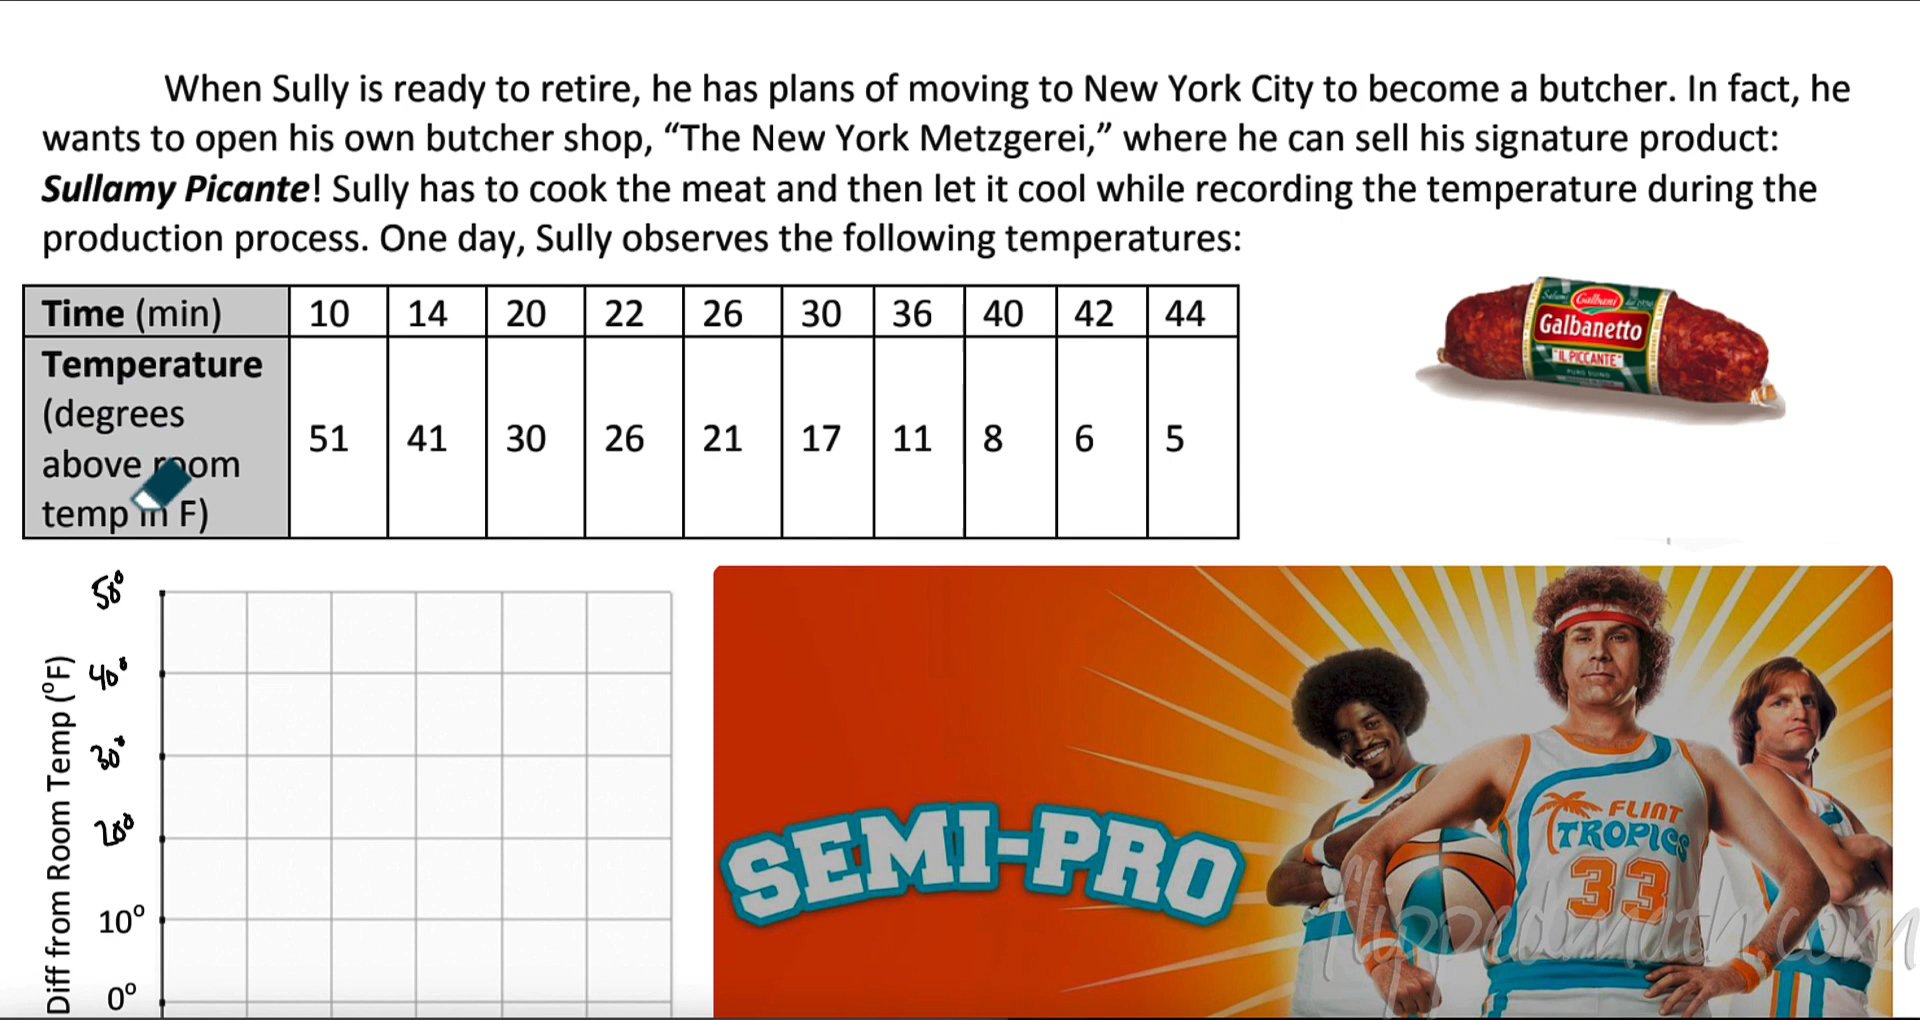 When Sully is ready to retire, he has plans of moving to New York City to become a butcher. In fact, he
wants to open his own butcher shop, “The New York Metzgerei,” where he can sell his signature product:
Sullamy Picante! Sully has to cook the meat and then let it cool while recording the temperature during the
production process. One day, Sully observes the following temperatures:
Time (min) 10 14 20 22 26 30 36 40 42 44
Temperature
(degrees
above room
temp in F)
51 41 30 26 21 17 11 8 6 5
Galbani
Galbanetto
"IL PICCANTE"
PURO SUINO
50°
40°
30°
20°
10°
0°
Diff from Room Temp (°F)
SEMI-PRO
FLINT
TROPICS
33
flippedmath.com